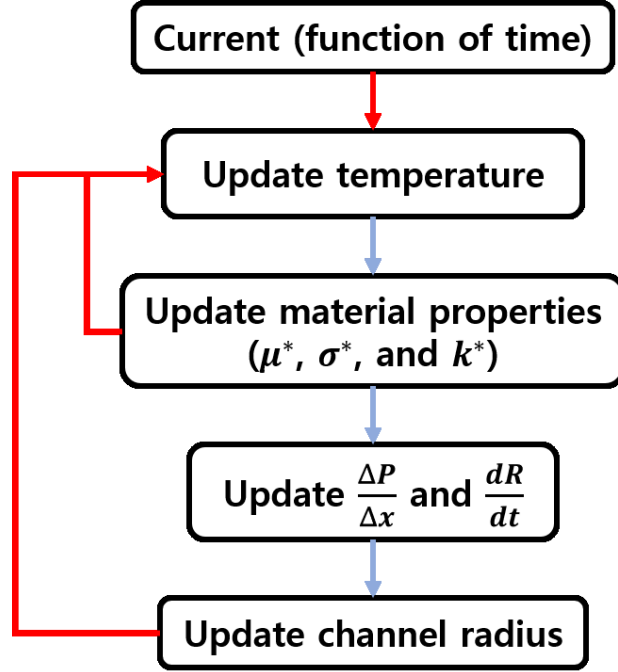 Current (function of time)
Update temperature
Update material properties
(μ*, σ*, and k*)
Update ΔP/Δx and dR/dt
Update channel radius